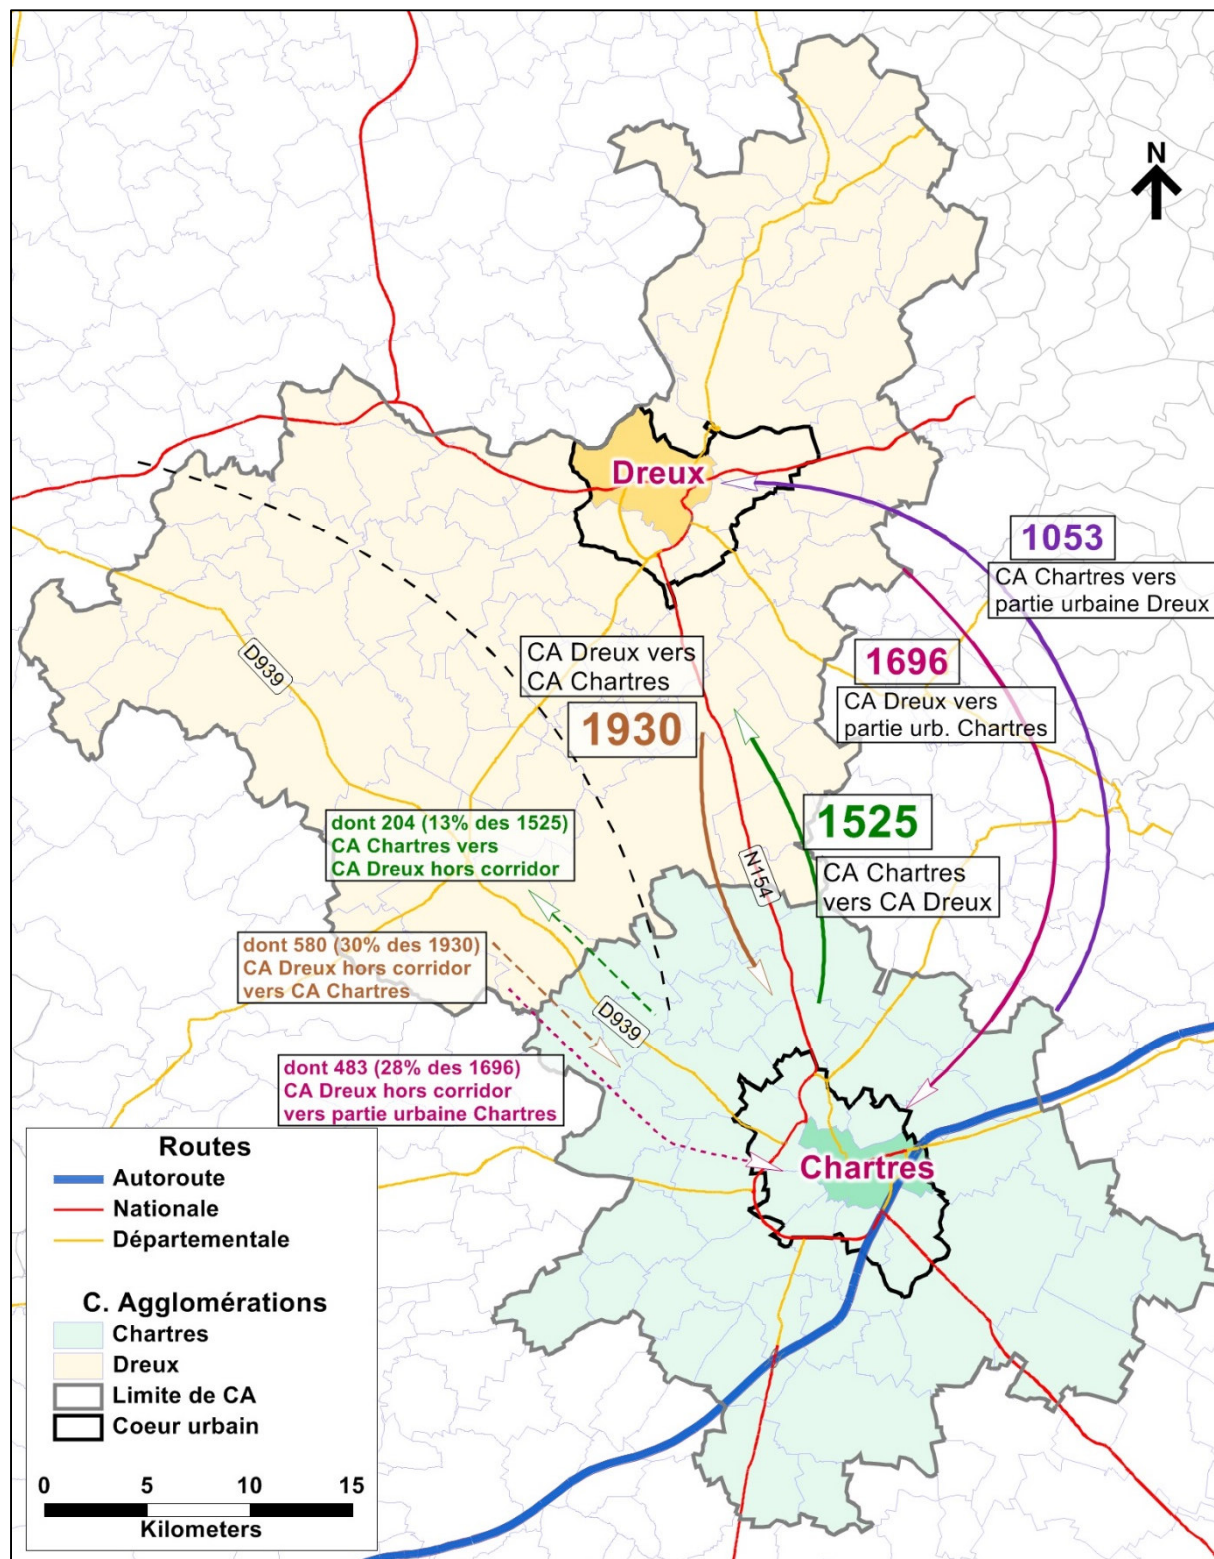 N
Dreux
1053
CA Chartres vers
partie urbaine Dreux
CA Dreux vers
CA Chartres
1930
1696
CA Dreux vers
partie urb. Chartres
D939
1525
CA Chartres
vers CA Dreux
N154
dont 204 (13% des 1525)
CA Chartres vers
CA Dreux hors corridor
dont 580 (30% des 1930)
CA Dreux hors corridor
vers CA Chartres
D939
dont 483 (28% des 1696)
CA Dreux hors corridor
vers partie urbaine Chartres
Chartres
Routes
Autoroute
Nationale
Départementale
C. Agglomérations
Chartres
Dreux
Limite de CA
Coeur urbain
0 5 10 15
Kilometers